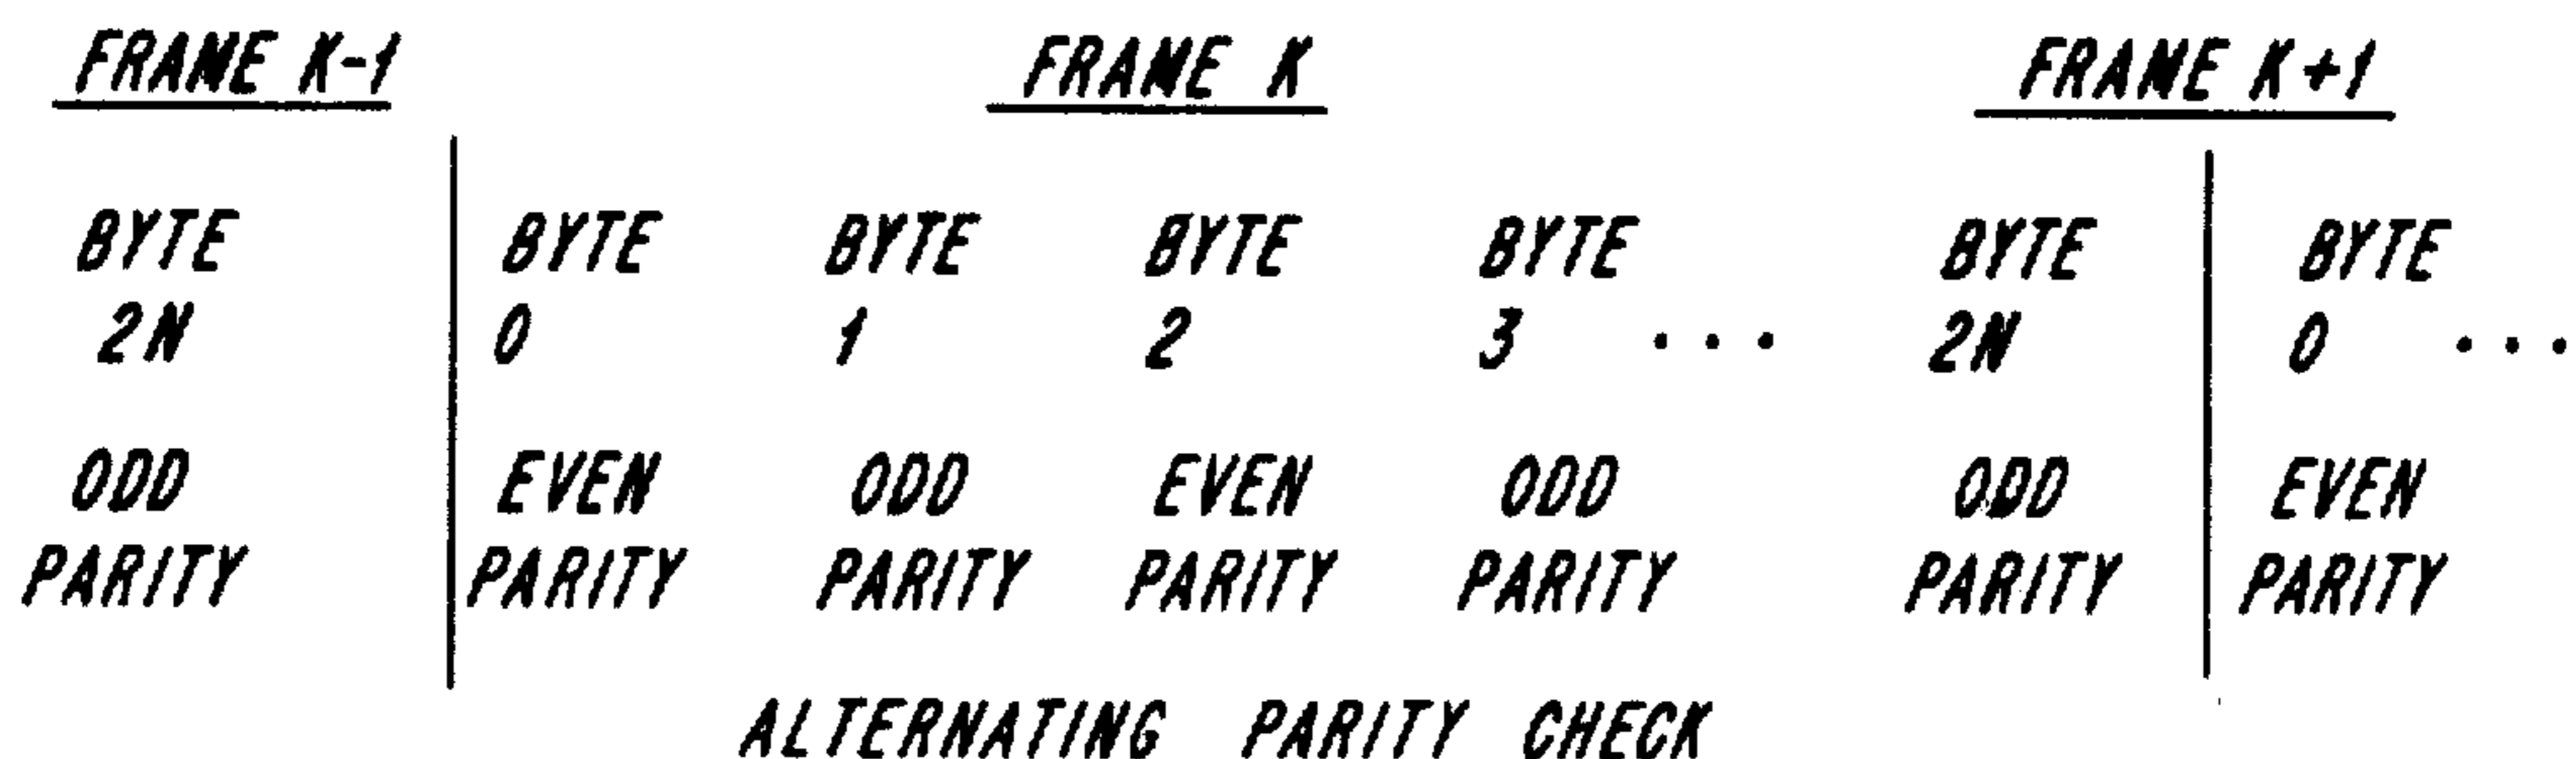 FRAME K-1 FRAME K FRAME K+1
BYTE BYTE BYTE BYTE BYTE BYTE BYTE
2N 0 1 2 3 ... 2N 0 ...
ODD EVEN ODD EVEN ODD ODD EVEN
PARITY PARITY PARITY PARITY PARITY PARITY PARITY
ALTERNATING PARITY CHECK